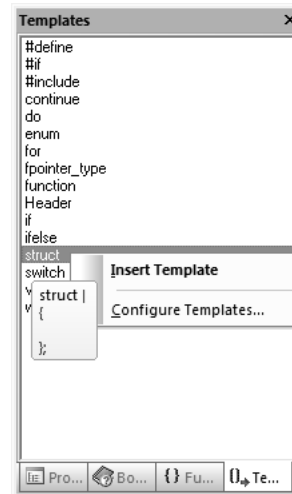 Templates
#define
#if
#include
continue
do
enum
for
fpointer_type
function
Header
if
ifelse
struct
switch
Insert Template
Configure Templates...
struct |
{
};
Pro...
Bo...
{} Fu...
Te...